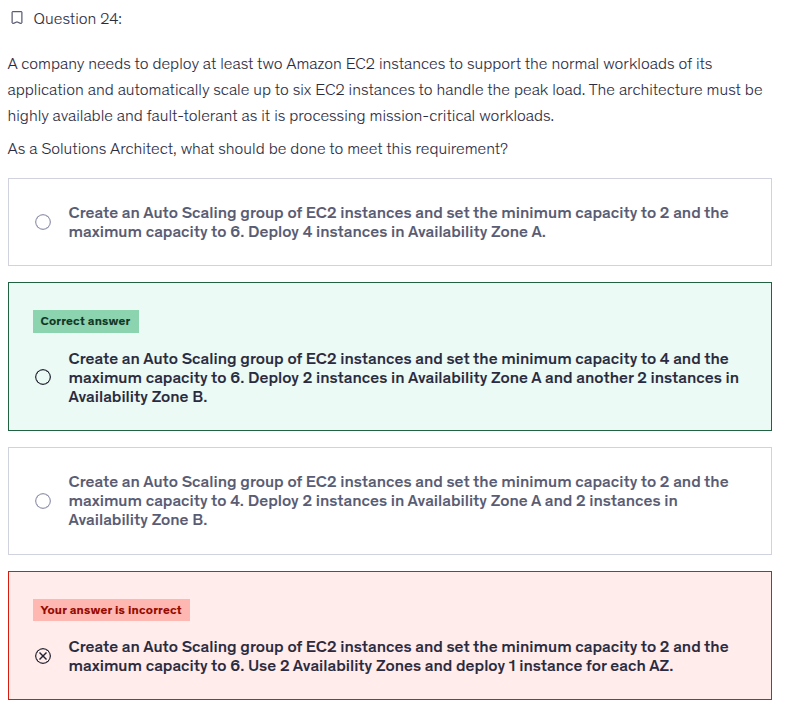 Question 24:
A company needs to deploy at least two Amazon EC2 instances to support the normal workloads of its
application and automatically scale up to six EC2 instances to handle the peak load. The architecture must be
highly available and fault-tolerant as it is processing mission-critical workloads.
As a Solutions Architect, what should be done to meet this requirement?
Create an Auto Scaling group of EC2 instances and set the minimum capacity to 2 and the
maximum capacity to 6. Deploy 4 instances in Availability Zone A.
Correct answer
Create an Auto Scaling group of EC2 instances and set the minimum capacity to 4 and the
maximum capacity to 6. Deploy 2 instances in Availability Zone A and another 2 instances in
Availability Zone B.
Create an Auto Scaling group of EC2 instances and set the minimum capacity to 2 and the
maximum capacity to 4. Deploy 2 instances in Availability Zone A and 2 instances in
Availability Zone B.
Your answer is incorrect
Create an Auto Scaling group of EC2 instances and set the minimum capacity to 2 and the
maximum capacity to 6. Use 2 Availability Zones and deploy 1 instance for each AZ.